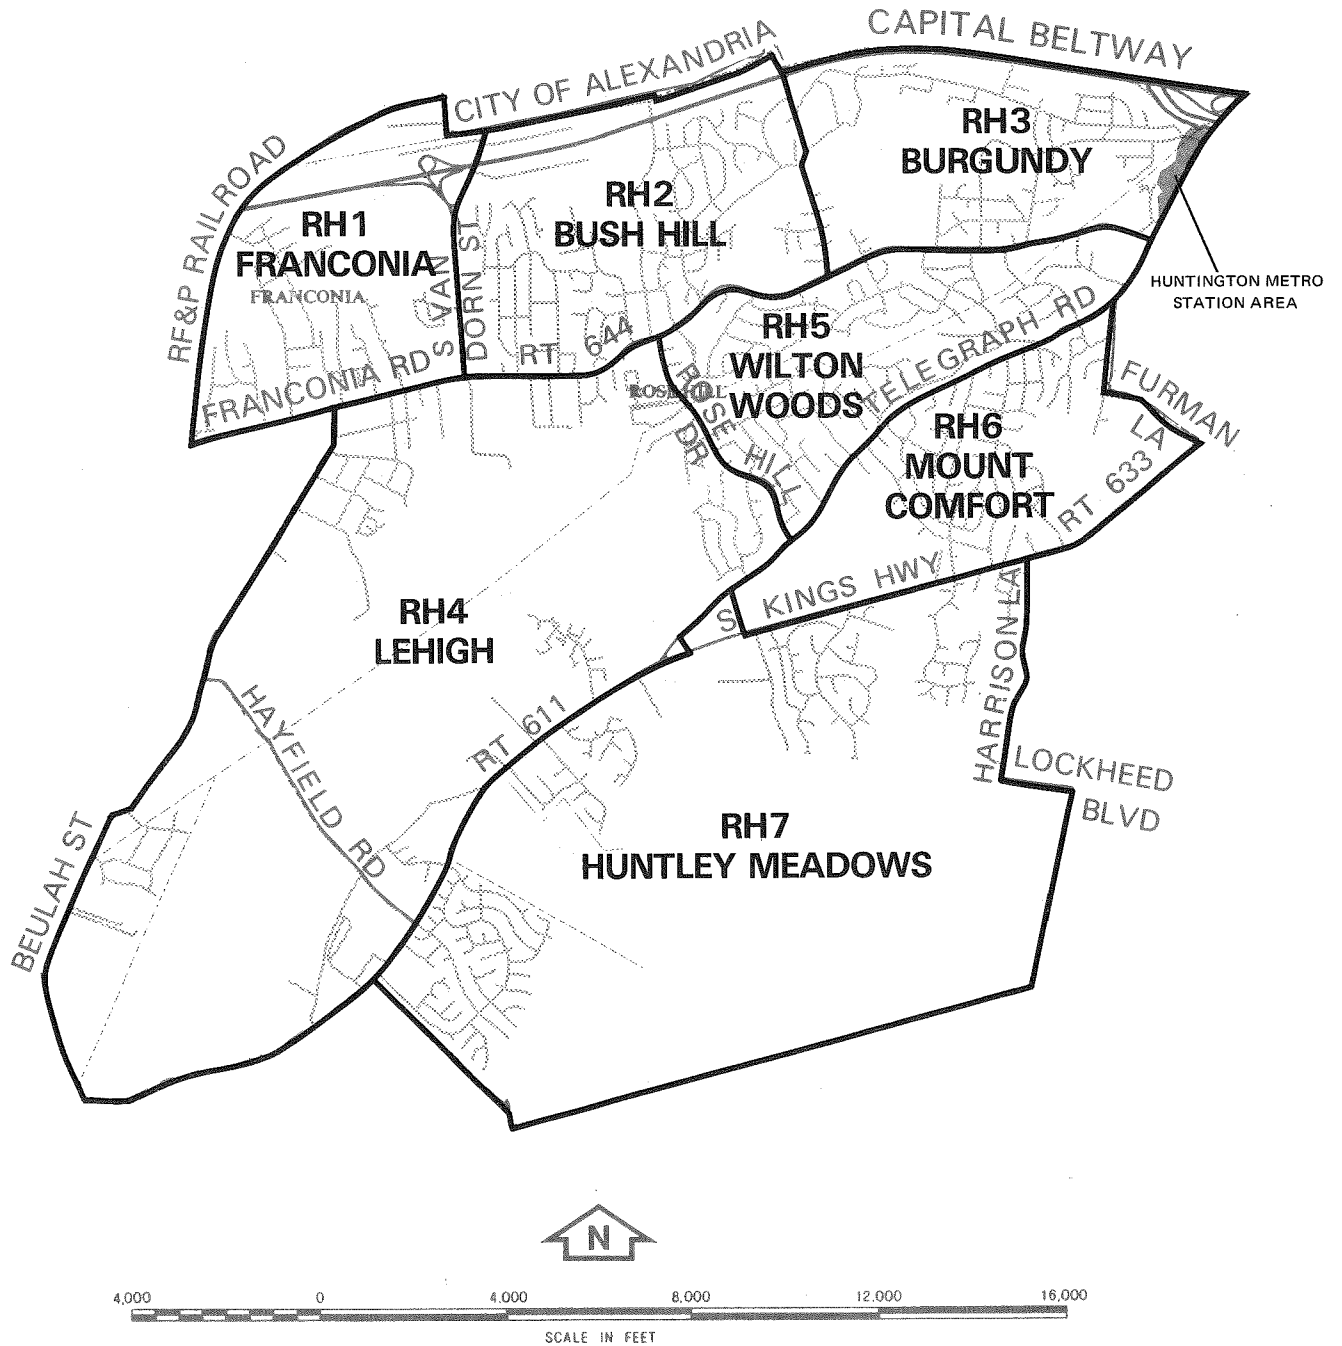 CAPITAL BELTWAY
CITY OF ALEXANDRIA
RF&P RAILROAD
RH3
BURGUNDY
RH2
BUSH HILL
RH1
FRANCONIA
FRANCONIA
S VAN
DORN ST
HUNTINGTON METRO
STATION AREA
RH5
WILTON
WOODS
TELEGRAPH RD
RT 644
FRANCONIA RD
ROSE HILL
ROSE HILL
DR
FURMAN
LA
RH6
MOUNT
COMFORT
RT 633
S KINGS HWY
HARRISON LA
RH4
LEHIGH
HAYFIELD RD
RT 611
LOCKHEED
BLVD
RH7
HUNTLEY MEADOWS
BEULAH ST
N
4,000 0 4,000 8,000 12,000 16,000
SCALE IN FEET